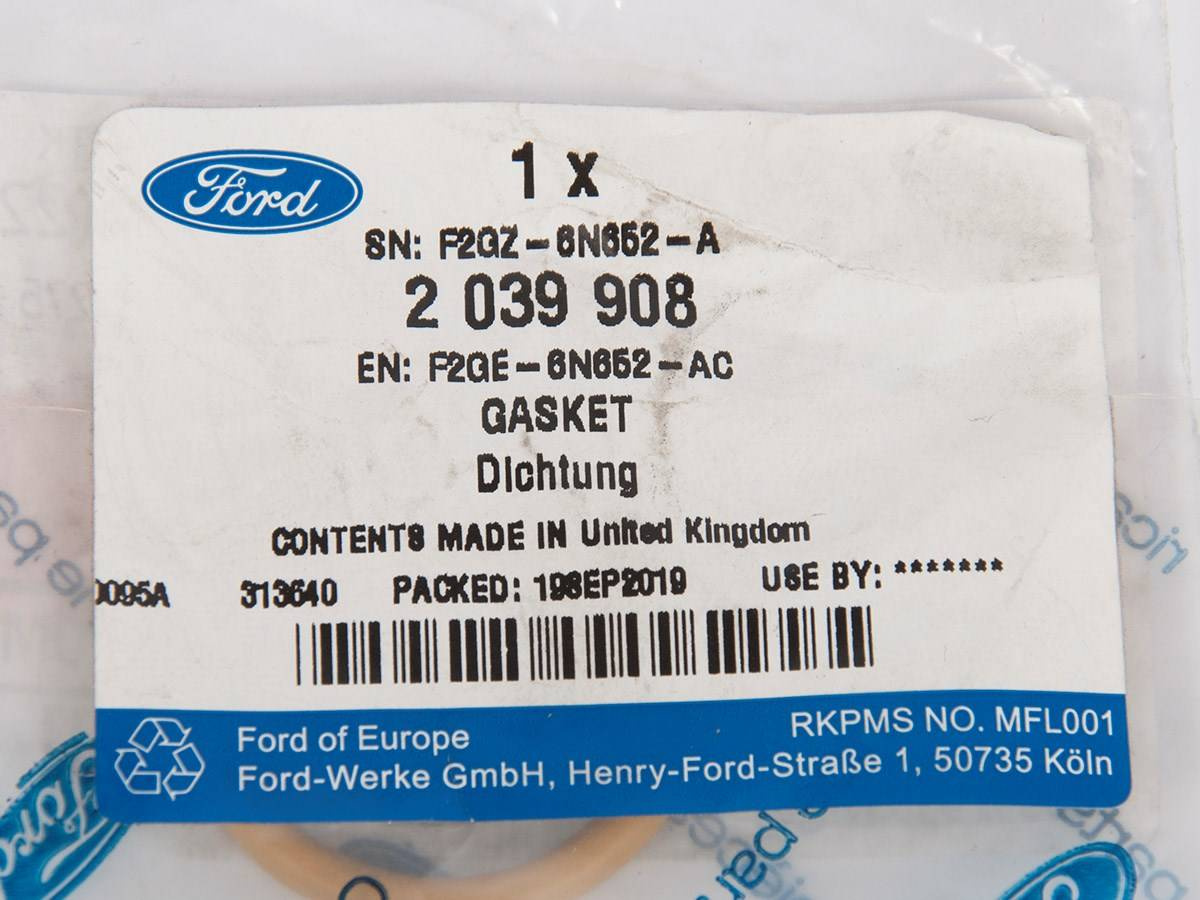 Ford
1 x
SN: F2GZ-6N652-A
2 039 908
EN: F2GE-6N652-AC
GASKET
Dichtung
CONTENTS MADE IN United Kingdom
0095A 313640 PACKED: 19SEP2019 USE BY: *******
Ford of Europe
RKPMS NO. MFL001
Ford-Werke GmbH, Henry-Ford-Straße 1, 50735 Köln
Ford